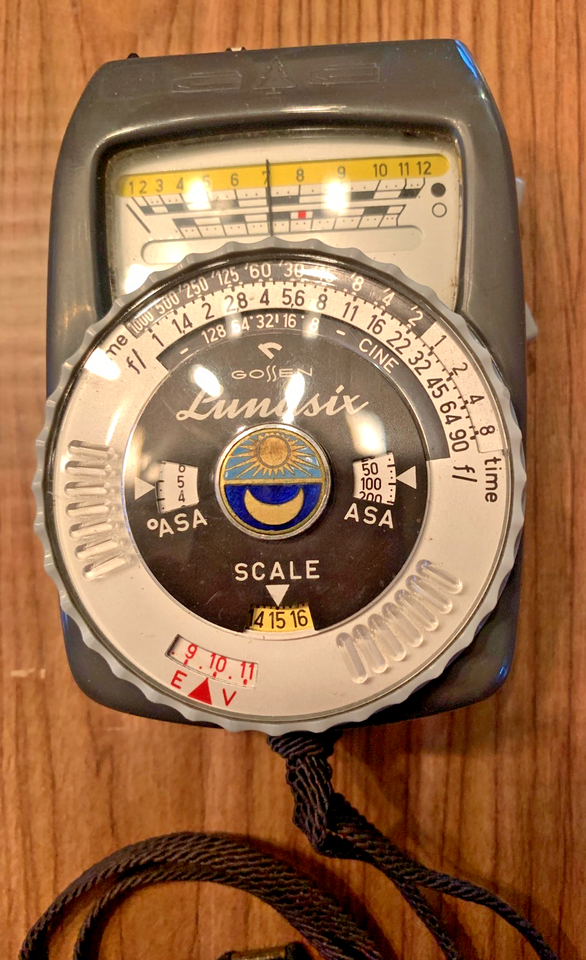 1 2 3 4 5 6 7 8 9 10 11 12
time 1000 500 250 125 60 30 15 8 4 2 1 2 4 8 time
f/ 1 1,4 2 2,8 4 5,6 8 11 16 22 32 45 64 90 f/
- 128 64 32 16 8 - CINE
GOSSEN
Lunasix
6
5
4
50
100
200
°ASA
ASA
SCALE
14 15 16
9 . 10 . 11
E V